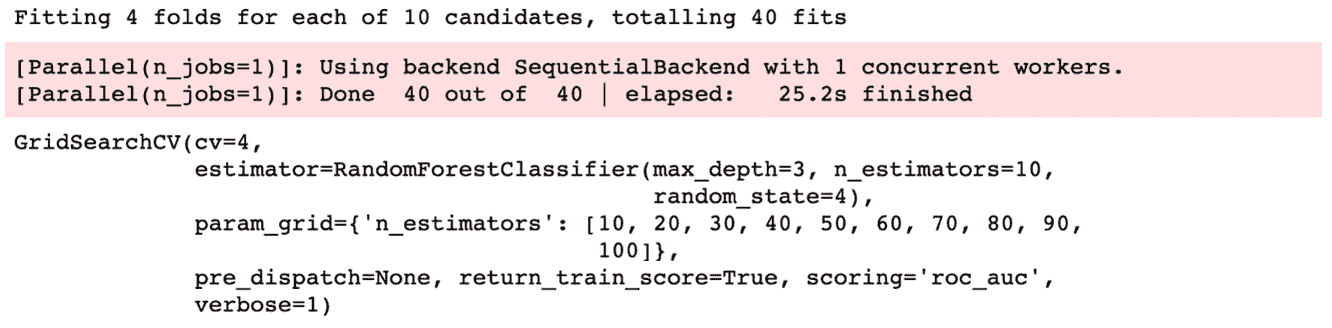 Fitting 4 folds for each of 10 candidates, totalling 40 fits
[Parallel(n_jobs=1)]: Using backend SequentialBackend with 1 concurrent workers.
[Parallel(n_jobs=1)]: Done  40 out of  40 | elapsed:   25.2s finished
GridSearchCV(cv=4,
             estimator=RandomForestClassifier(max_depth=3, n_estimators=10,
                                              random_state=4),
             param_grid={'n_estimators': [10, 20, 30, 40, 50, 60, 70, 80, 90,
                                          100]},
             pre_dispatch=None, return_train_score=True, scoring='roc_auc',
             verbose=1)